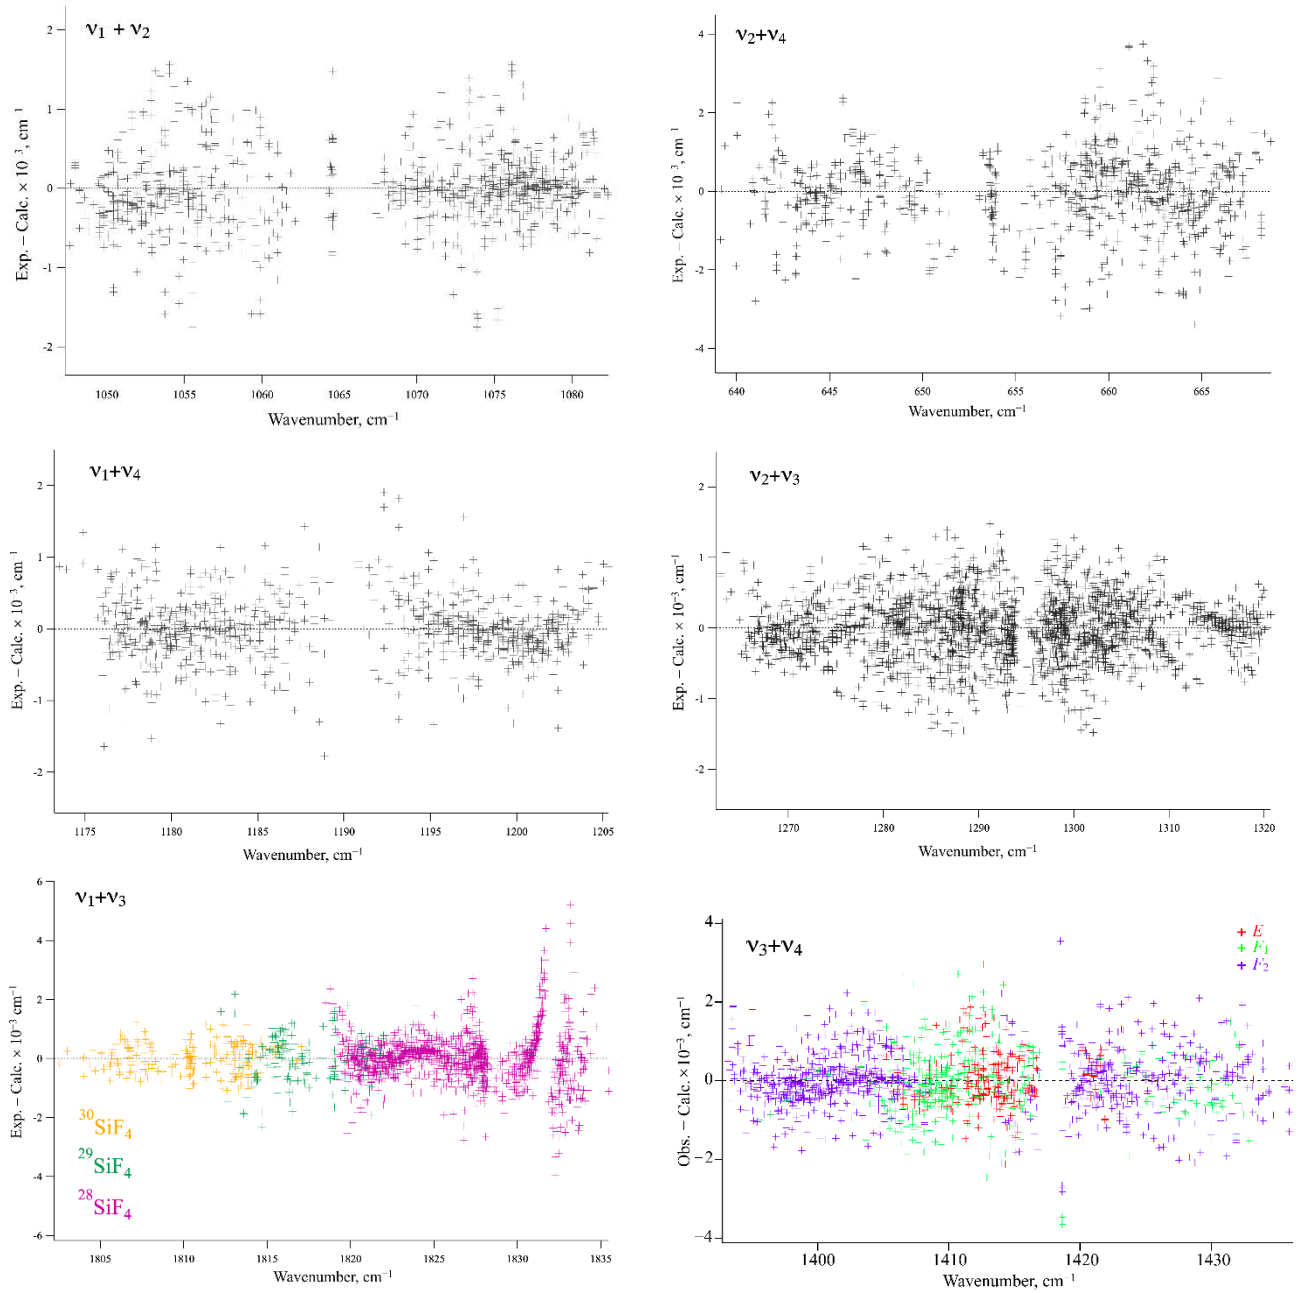 ν1 + ν2
2
1
0
-1
-2
Exp. – Calc. × 10 –3, cm–1
1050 1055 1060 1065 1070 1075 1080
Wavenumber, cm–1
ν2+ν4
4
2
0
-2
-4
Exp. – Calc. × 10–3, cm–1
640 645 650 655 660 665
Wavenumber, cm–1
ν1+ν4
2
1
0
-1
-2
Exp. – Calc. × 10–3, cm–1
1175 1180 1185 1190 1195 1200 1205
Wavenumber, cm–1
ν2+ν3
2
1
0
-1
-2
Exp. – Calc. × 10–3, cm–1
1270 1280 1290 1300 1310 1320
Wavenumber, cm–1
ν1+ν3
6
4
2
0
-2
-4
-6
Exp. – Calc. × 10–3 cm–1
30SiF4
29SiF4
28SiF4
1805 1810 1815 1820 1825 1830 1835
Wavenumber, cm–1
ν3+ν4
E
F1
F2
4
2
0
−2
−4
Obs. – Calc. × 10–3, cm–1
1400 1410 1420 1430
Wavenumber, cm–1